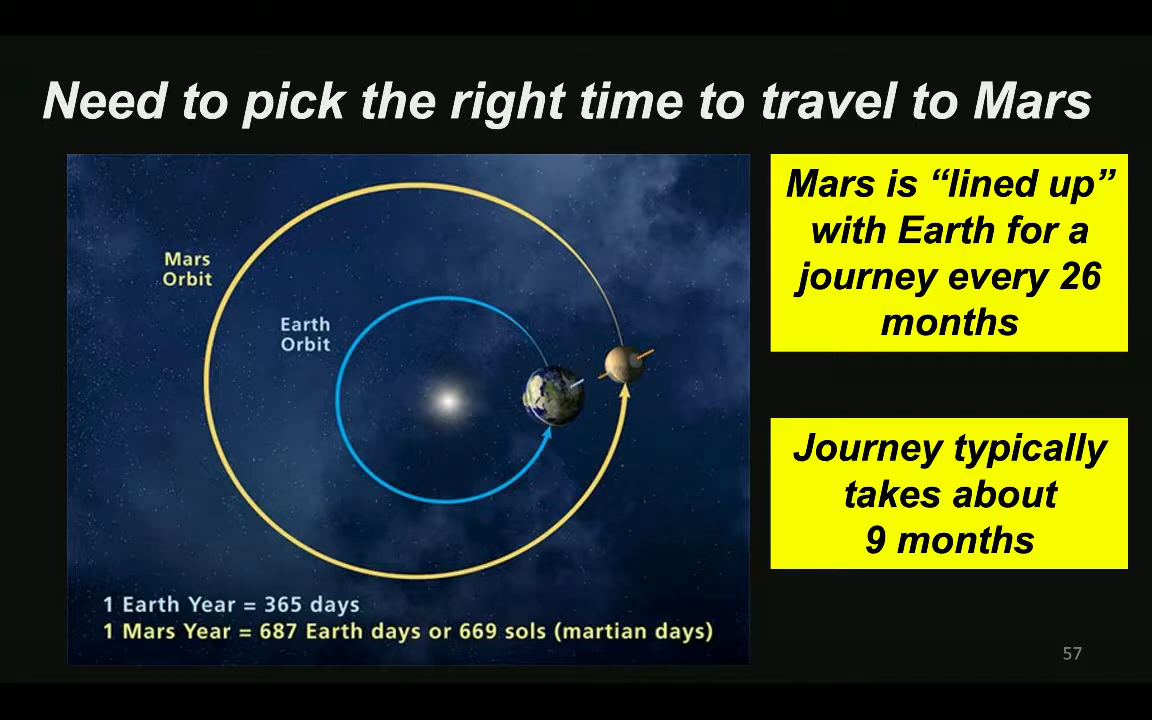 Need to pick the right time to travel to Mars
Mars
Orbit
Earth
Orbit
1 Earth Year = 365 days
1 Mars Year = 687 Earth days or 669 sols (martian days)
Mars is “lined up”
with Earth for a
journey every 26
months
Journey typically
takes about
9 months
57